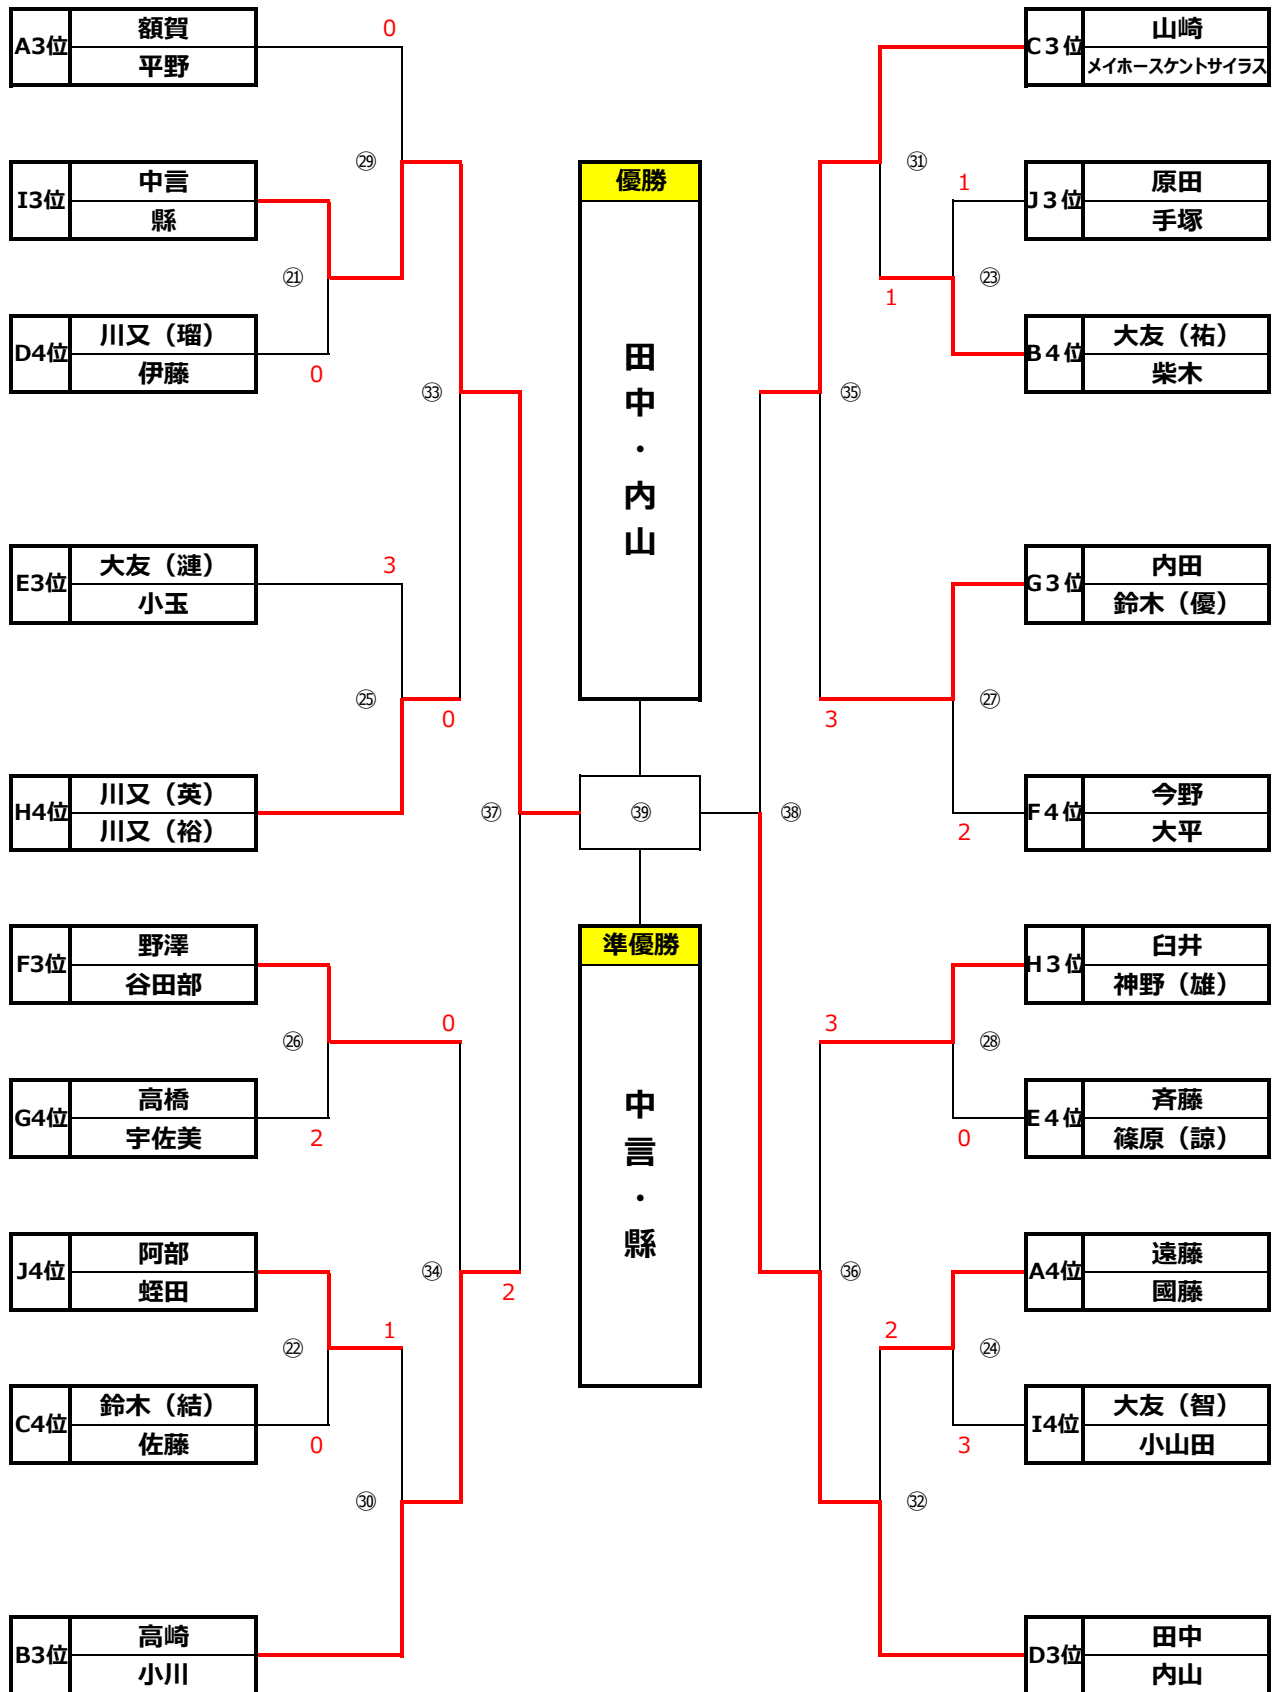 A3位
額賀
平野
0
㉙
I3位
中言
縣
㉑
D4位
川又（瑠）
伊藤
0
㉝
E3位
大友（漣）
小玉
3
㉕
0
H4位
川又（英）
川又（裕）
㊲
F3位
野澤
谷田部
0
㉖
G4位
高橋
宇佐美
2
J4位
阿部
蛭田
㉞
2
1
㉒
C4位
鈴木（結）
佐藤
0
㉚
B3位
高崎
小川
優勝
田中・内山
㊴
準優勝
中言・縣
C３位
山崎
メイホースケントサイラス
㉛
1
J３位
原田
手塚
㉓
1
B４位
大友（祐）
柴木
㉟
G３位
内田
鈴木（優）
3
㉗
F４位
今野
大平
2
㊳
H３位
臼井
神野（雄）
3
㉘
E４位
斉藤
篠原（諒）
0
A4位
遠藤
國藤
㊱
2
㉔
I4位
大友（智）
小山田
3
㉜
D3位
田中
内山